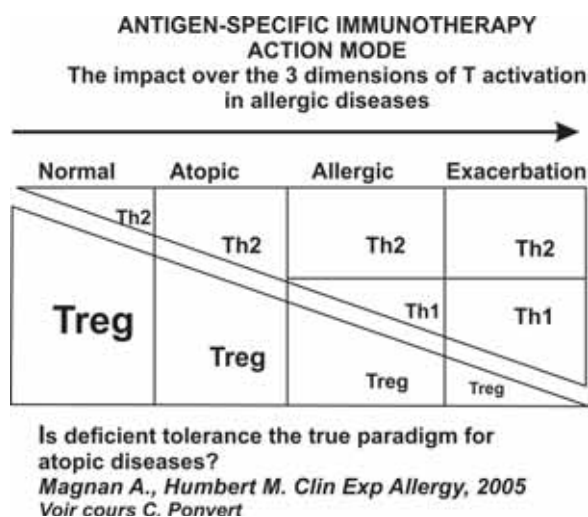 ANTIGEN-SPECIFIC IMMUNOTHERAPY
ACTION MODE
The impact over the 3 dimensions of T activation
in allergic diseases
Normal Atopic Allergic Exacerbation
Th2 Th2 Th2 Th2
Th1 Th1
Treg Treg Treg Treg
Is deficient tolerance the true paradigm for
atopic diseases?
Magnan A., Humbert M. Clin Exp Allergy, 2005
Voir cours C. Ponvert